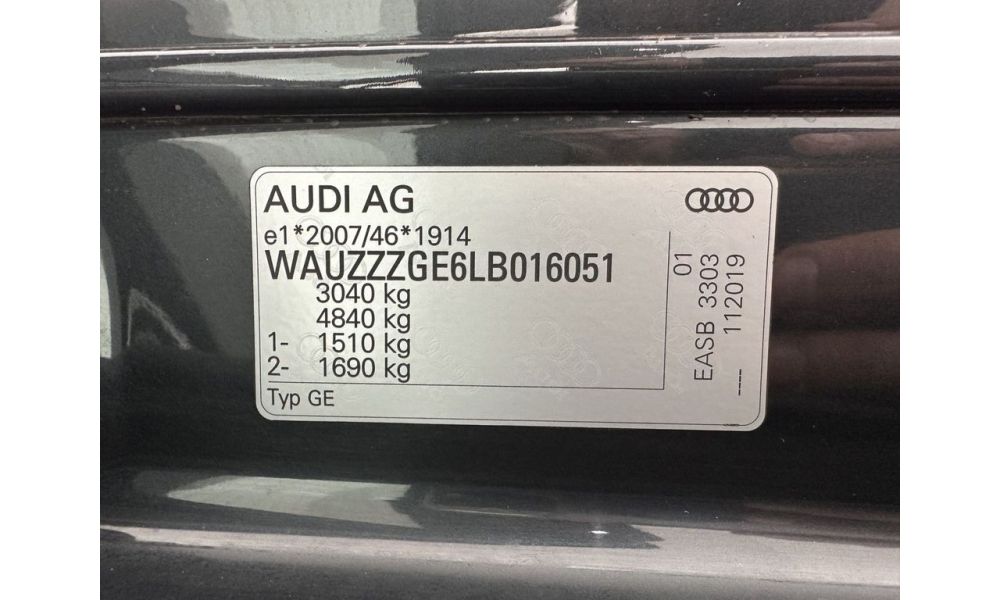 AUDI AG
e1*2007/46*1914
WAUZZZGE6LB016051
3040 kg
4840 kg
1- 1510 kg
2- 1690 kg
Typ GE
01
EASB 3303
---- 112019